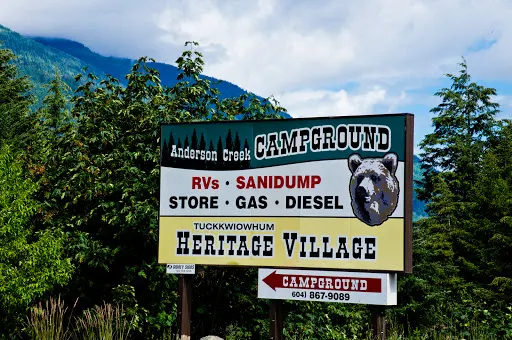 Anderson Creek CAMPGROUND
RVs · SANIDUMP
STORE · GAS · DIESEL
TUCKKWIOWHUM
HERITAGE VILLAGE
CAMPGROUND
(604) 867-9089